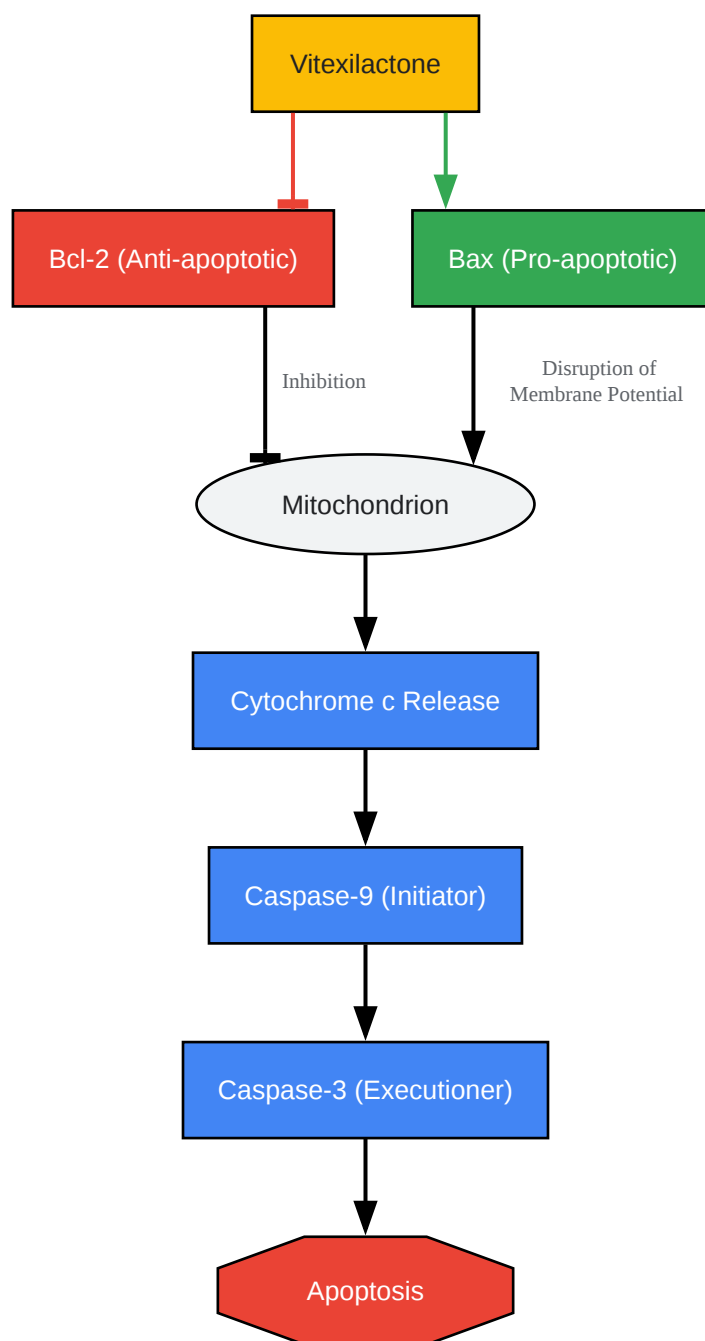 Vitexilactone
Bcl-2 (Anti-apoptotic)
Bax (Pro-apoptotic)
Inhibition
Disruption of
Membrane Potential
Mitochondrion
Cytochrome c Release
Caspase-9 (Initiator)
Caspase-3 (Executioner)
Apoptosis